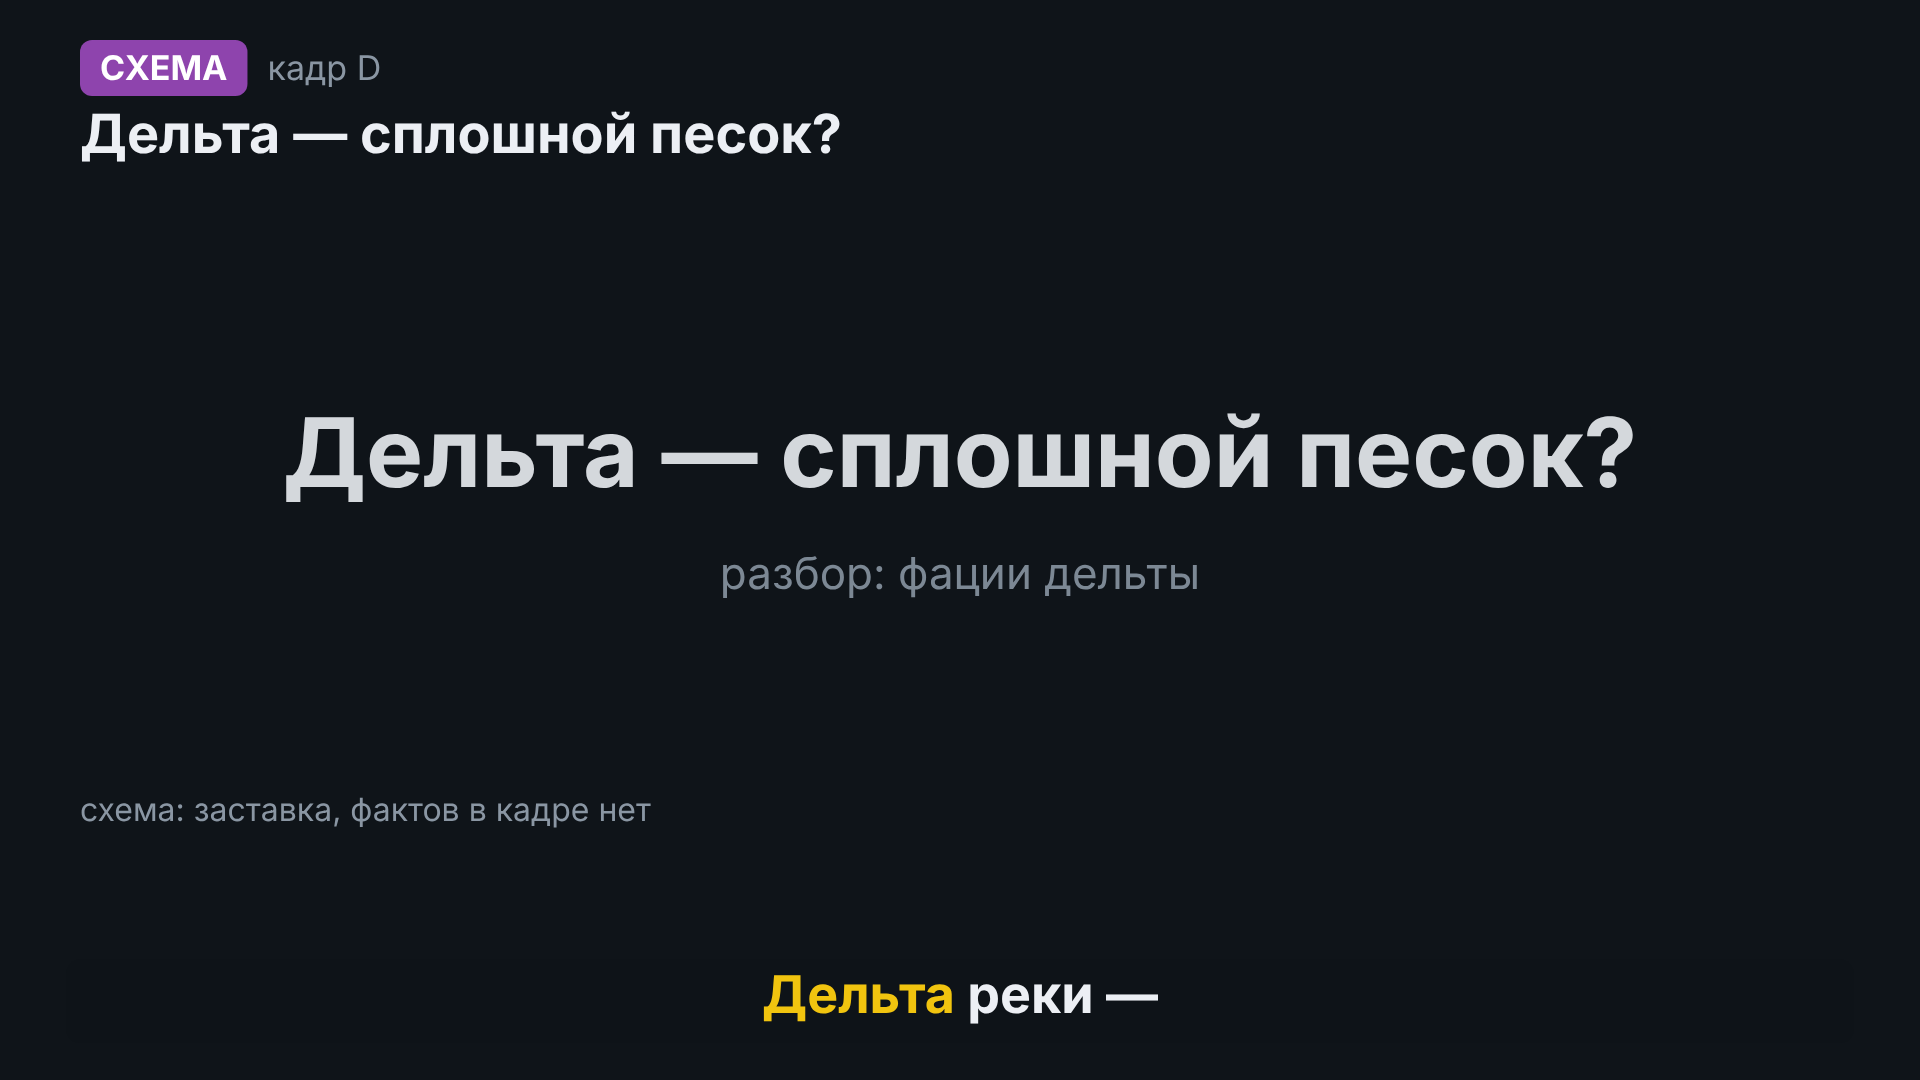 СХЕМА кадр D
Дельта — сплошной песок?
Дельта — сплошной песок?
разбор: фации дельты
схема: заставка, фактов в кадре нет
Дельта реки —